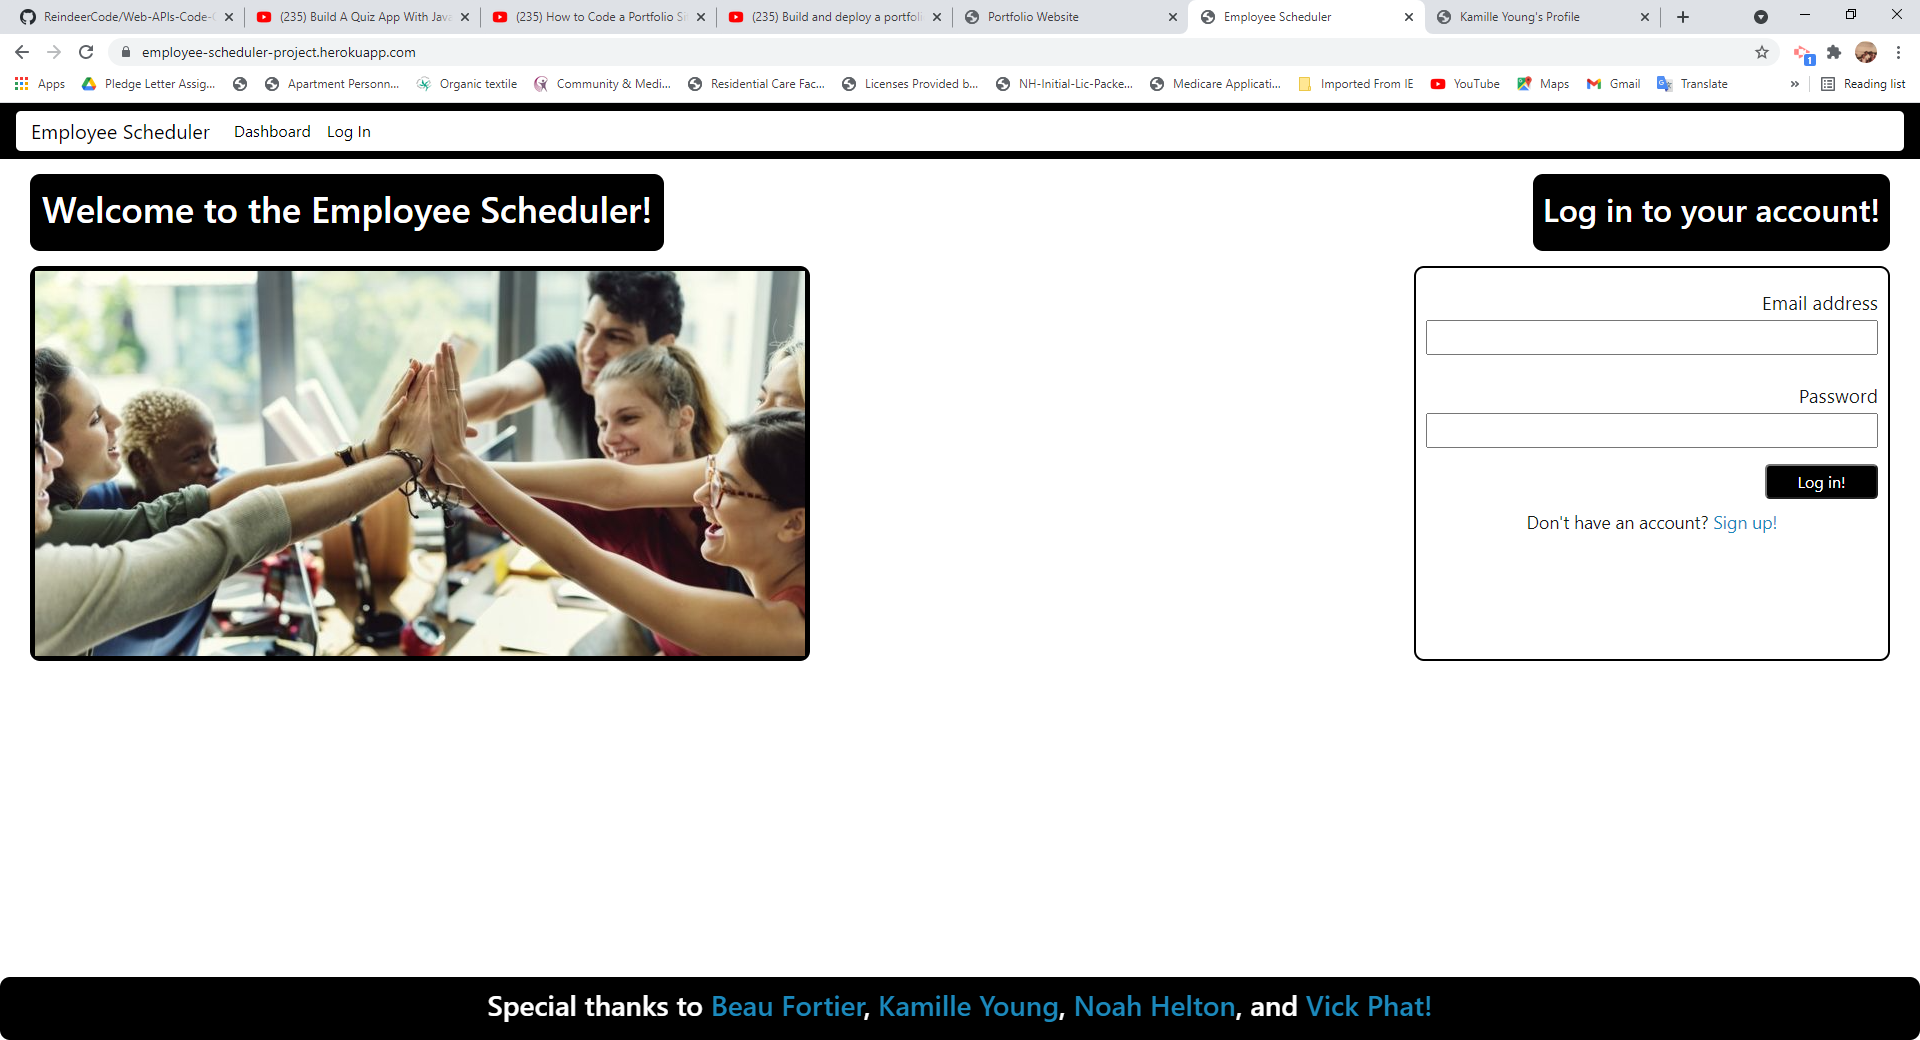 ReindeerCode/Web-APIs-Code-
(235) Build A Quiz App With Java
(235) How to Code a Portfolio Si
(235) Build and deploy a portfoli
Portfolio Website
Employee Scheduler
Kamille Young's Profile
employee-scheduler-project.herokuapp.com
1
Apps
Pledge Letter Assig...
Apartment Personn...
Organic textile
Community & Medi...
Residential Care Fac...
Licenses Provided b...
NH-Initial-Lic-Packe...
Medicare Applicati...
Imported From IE
YouTube
Maps
Gmail
Translate
»
Reading list
Employee Scheduler
Dashboard
Log In
Welcome to the Employee Scheduler!
Log in to your account!
Email address
Password
Log in!
Don't have an account? Sign up!
Special thanks to Beau Fortier, Kamille Young, Noah Helton, and Vick Phat!